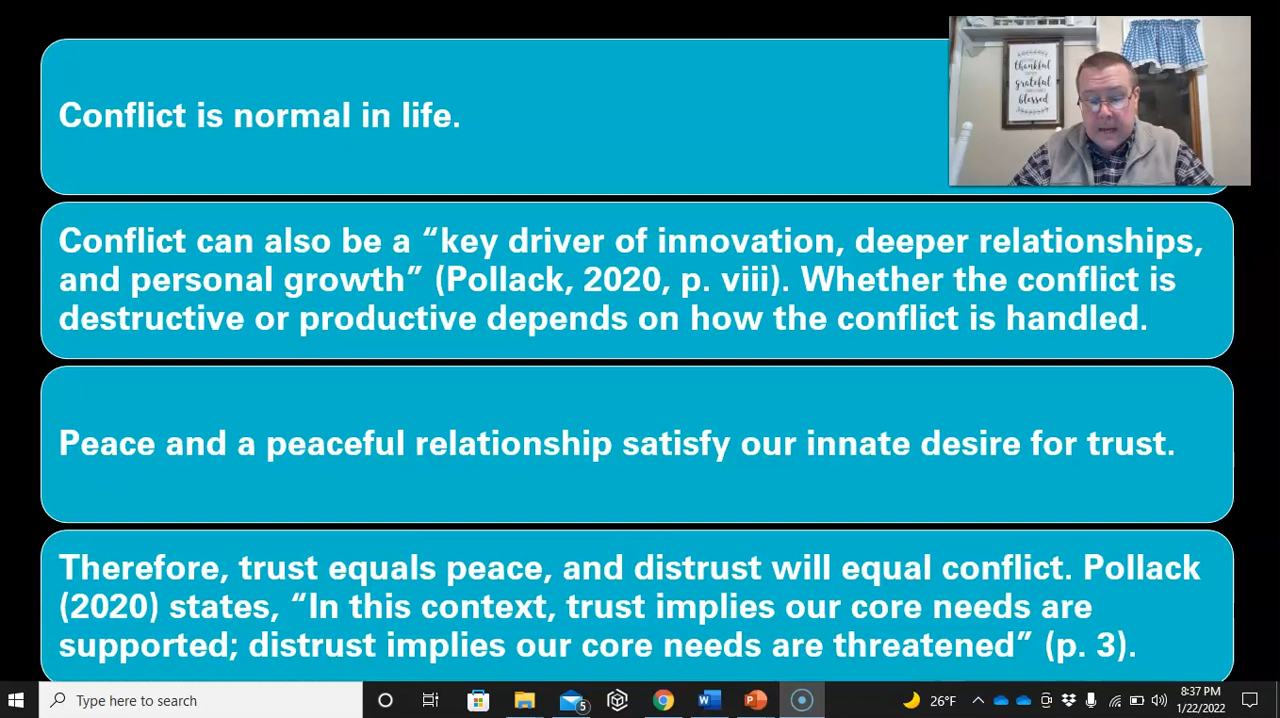 Conflict is normal in life.
thankful
grateful
blessed
Conflict can also be a “key driver of innovation, deeper relationships,
and personal growth” (Pollack, 2020, p. viii). Whether the conflict is
destructive or productive depends on how the conflict is handled.
Peace and a peaceful relationship satisfy our innate desire for trust.
Therefore, trust equals peace, and distrust will equal conflict. Pollack
(2020) states, “In this context, trust implies our core needs are
supported; distrust implies our core needs are threatened” (p. 3).
Type here to search
5
26°F
8:37 PM
1/22/2022